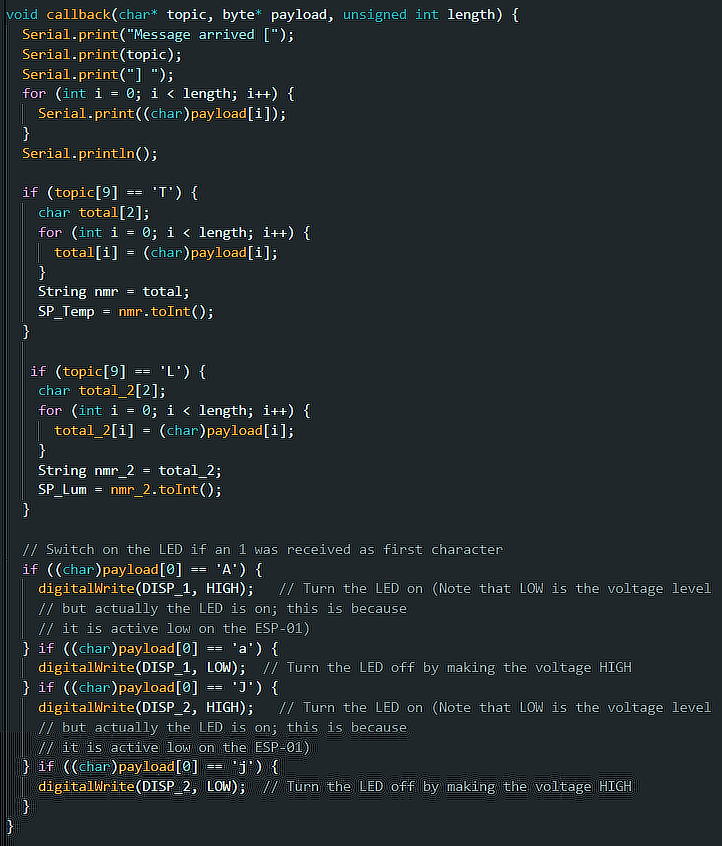 void callback(char* topic, byte* payload, unsigned int length) {
  Serial.print("Message arrived [");
  Serial.print(topic);
  Serial.print("] ");
  for (int i = 0; i < length; i++) {
    Serial.print((char)payload[i]);
  }
  Serial.println();

  if (topic[9] == 'T') {
    char total[2];
    for (int i = 0; i < length; i++) {
      total[i] = (char)payload[i];
    }
    String nmr = total;
    SP_Temp = nmr.toInt();
  }

   if (topic[9] == 'L') {
    char total_2[2];
    for (int i = 0; i < length; i++) {
      total_2[i] = (char)payload[i];
    }
    String nmr_2 = total_2;
    SP_Lum = nmr_2.toInt();
  }

  // Switch on the LED if an 1 was received as first character
  if ((char)payload[0] == 'A') {
    digitalWrite(DISP_1, HIGH);   // Turn the LED on (Note that LOW is the voltage level
    // but actually the LED is on; this is because
    // it is active low on the ESP-01)
  } if ((char)payload[0] == 'a') {
    digitalWrite(DISP_1, LOW);  // Turn the LED off by making the voltage HIGH
  } if ((char)payload[0] == 'J') {
    digitalWrite(DISP_2, HIGH);   // Turn the LED on (Note that LOW is the voltage level
    // but actually the LED is on; this is because
    // it is active low on the ESP-01)
  } if ((char)payload[0] == 'j') {
    digitalWrite(DISP_2, LOW);  // Turn the LED off by making the voltage HIGH
  }
}